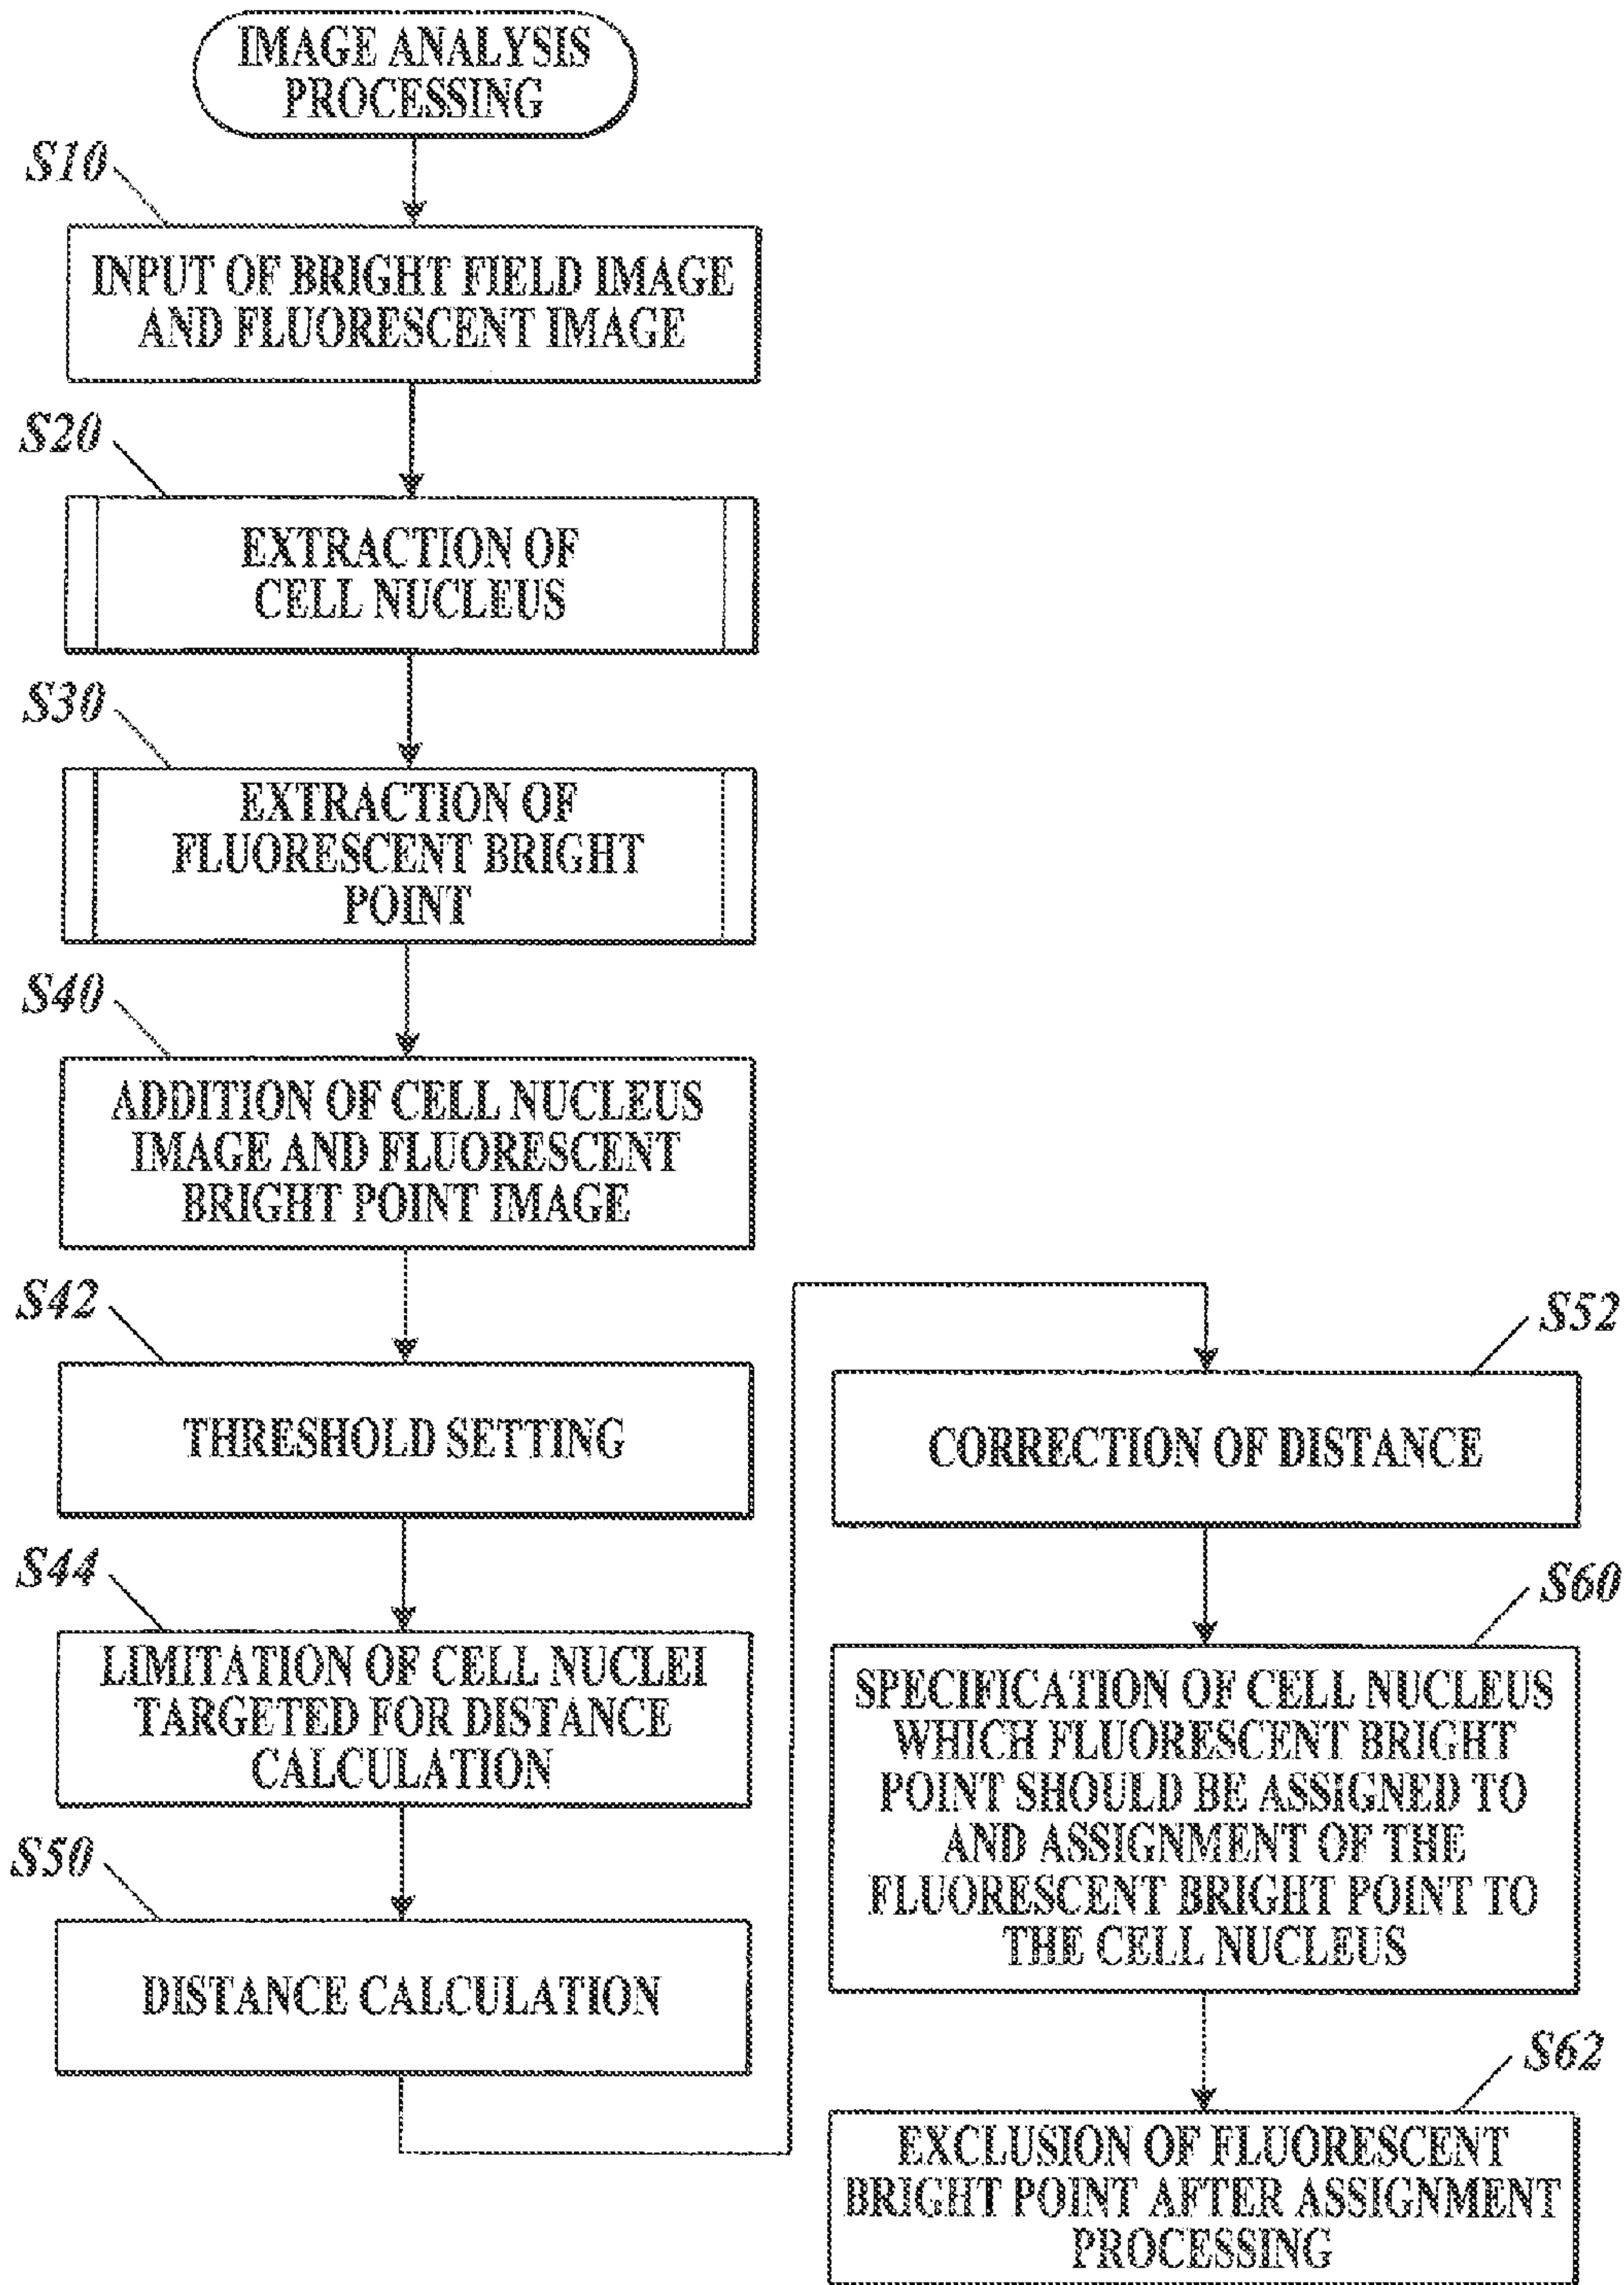 IMAGE ANALYSIS
PROCESSING
S10
INPUT OF BRIGHT FIELD IMAGE
AND FLUORESCENT IMAGE
S20
EXTRACTION OF
CELL NUCLEUS
S30
EXTRACTION OF
FLUORESCENT BRIGHT
POINT
S40
ADDITION OF CELL NUCLEUS
IMAGE AND FLUORESCENT
BRIGHT POINT IMAGE
S42
THRESHOLD SETTING
S44
LIMITATION OF CELL NUCLEI
TARGETED FOR DISTANCE
CALCULATION
S50
DISTANCE CALCULATION
S52
CORRECTION OF DISTANCE
S60
SPECIFICATION OF CELL NUCLEUS
WHICH FLUORESCENT BRIGHT
POINT SHOULD BE ASSIGNED TO
AND ASSIGNMENT OF THE
FLUORESCENT BRIGHT POINT TO
THE CELL NUCLEUS
S62
EXCLUSION OF FLUORESCENT
BRIGHT POINT AFTER ASSIGNMENT
PROCESSING